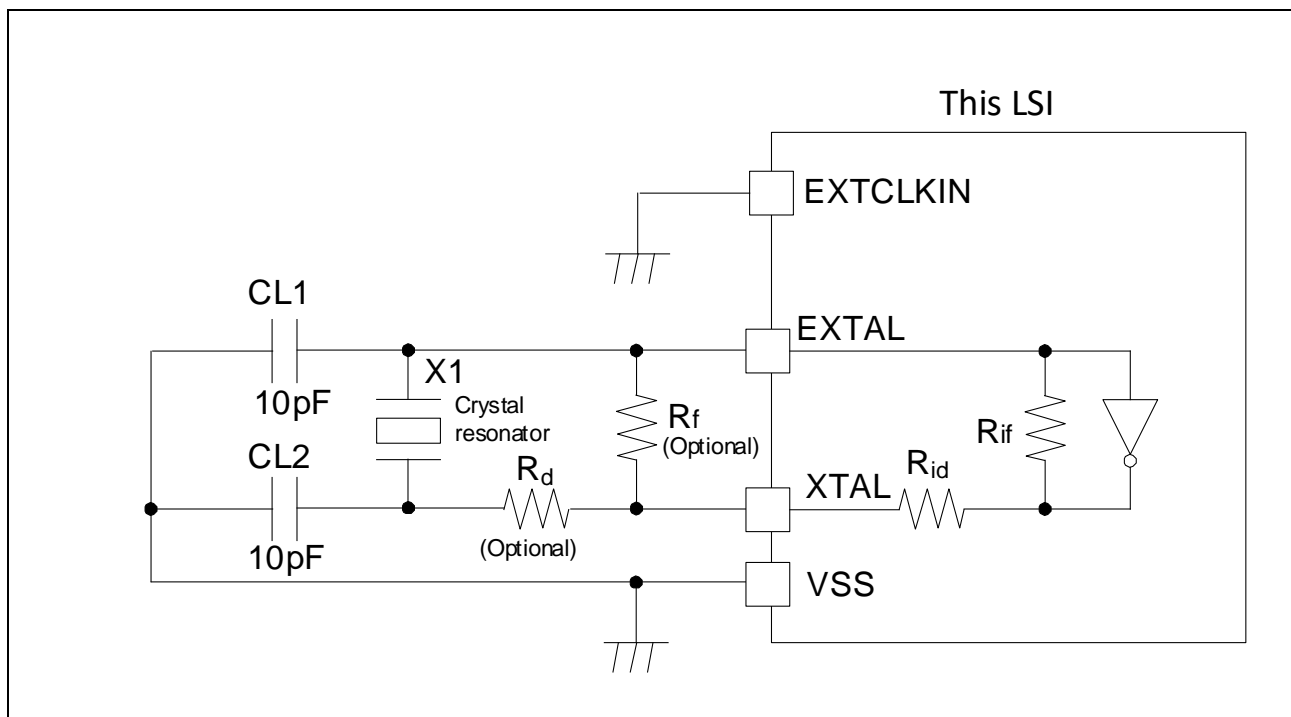 This LSI
EXTCLKIN
CL1
EXTAL
X1
10pF
Crystal
resonator
Rf
(Optional)
Rif
CL2
Rd
XTAL
Rid
(Optional)
10pF
VSS